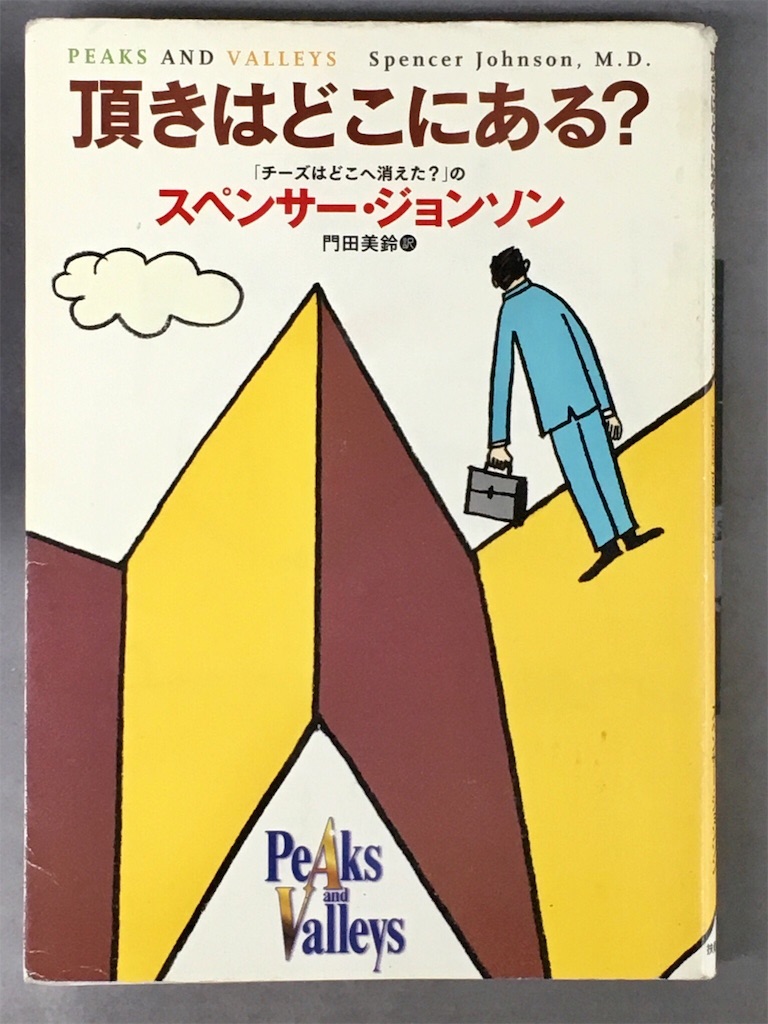 PEAKS AND VALLEYS Spencer Johnson, M.D.
頂きはどこにある?
「チーズはどこへ消えた?」の
スペンサー・ジョンソン
門田美鈴 訳
PeAks
and
Valleys